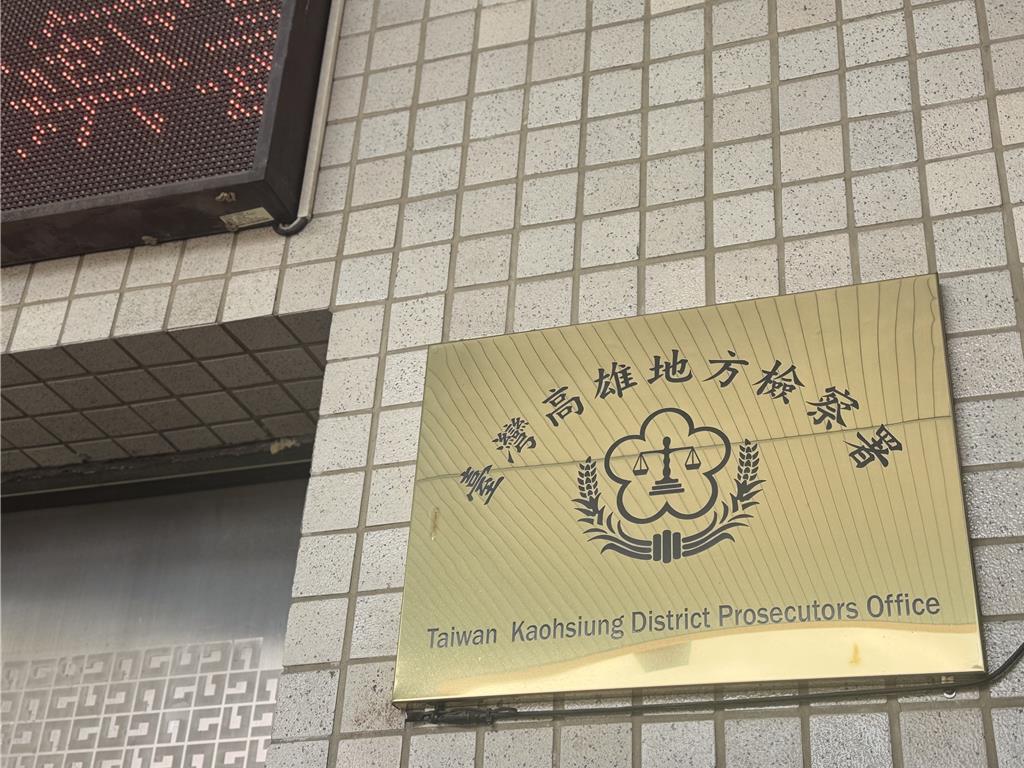 臺灣高雄地方檢察署
Taiwan Kaohsiung District Prosecutors Office